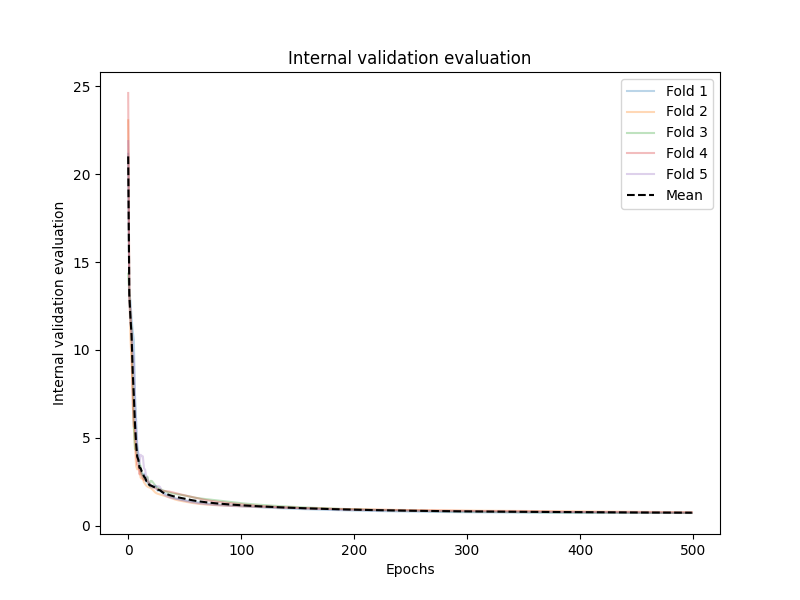 Internal validation evaluation
Internal validation evaluation
25
20
15
10
5
0
0 100 200 300 400 500
Epochs
Fold 1
Fold 2
Fold 3
Fold 4
Fold 5
Mean